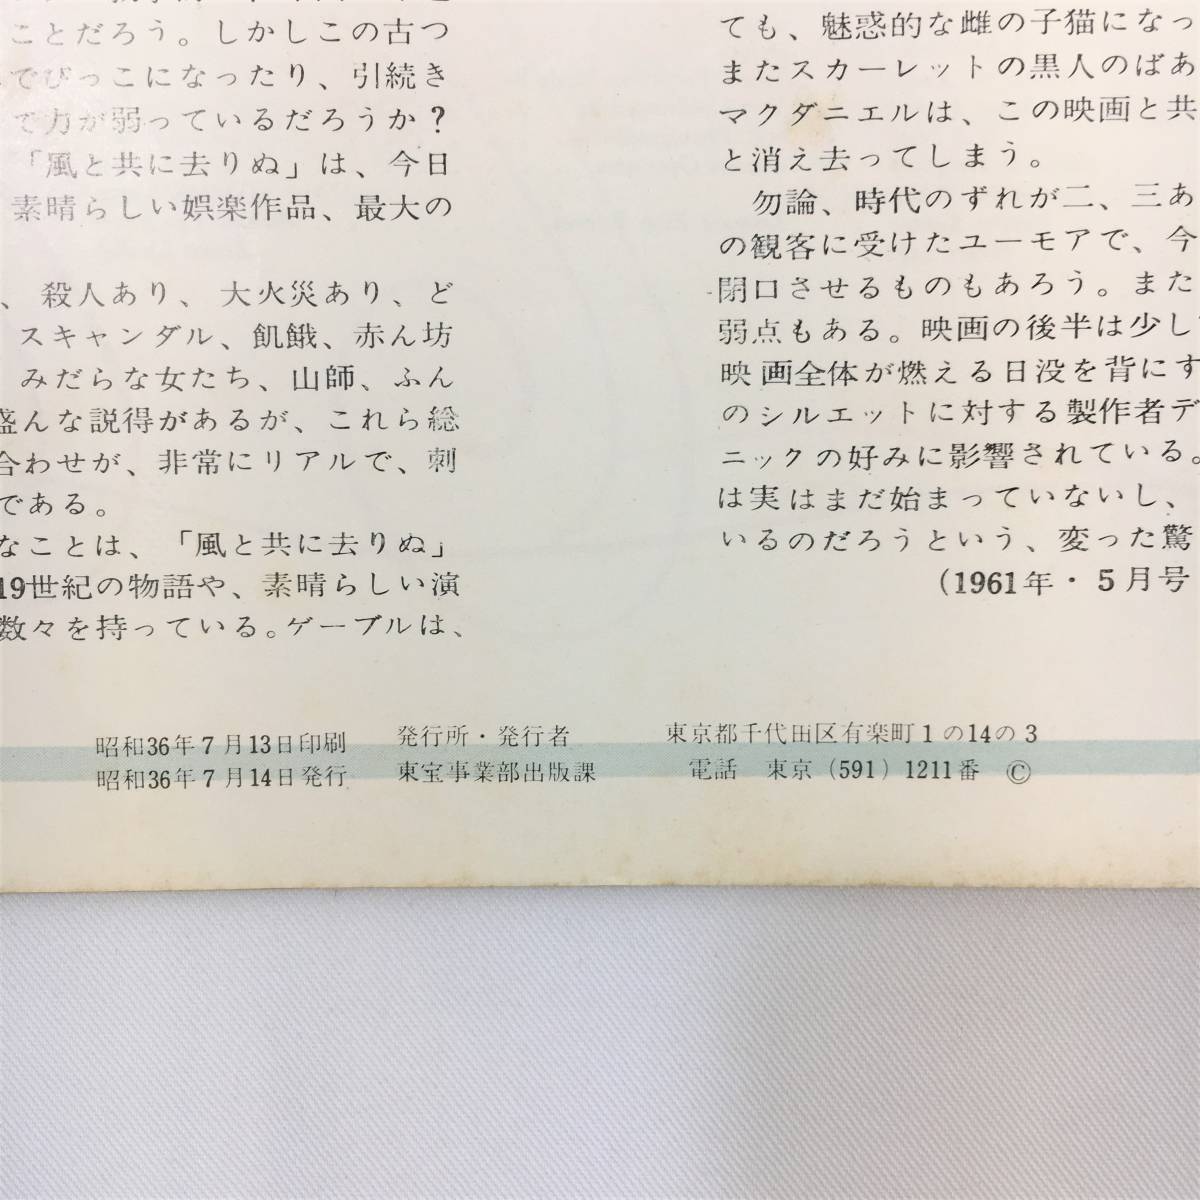 ことだろう。しかしこの古つ
でびっこになったり、引続き
で力が弱っているだろうか?
「風と共に去りぬ」は、今日
素晴らしい娯楽作品、最大の
、殺人あり、大火災あり、ど
スキャンダル、飢餓、赤ん坊
みだらな女たち、山師、ふん
盛んな説得があるが、これら総
合わせが、非常にリアルで、刺
である。
なことは、「風と共に去りぬ」
19世紀の物語や、素晴らしい演
数々を持っている。ゲーブルは、
ても、魅惑的な雌の子猫になっ
またスカーレットの黒人のばあ
マクダニエルは、この映画と共
と消え去ってしまう。
勿論、時代のずれが二、三あ
の観客に受けたユーモアで、今
閉口させるものもあろう。また
弱点もある。映画の後半は少し
映画全体が燃える日没を背にす
のシルエットに対する製作者デ
ニックの好みに影響されている。
は実はまだ始まっていないし、
いるのだろうという、変った驚
(1961年・5月号
昭和36年7月13日印刷
昭和36年7月14日発行
発行所・発行者
東宝事業部出版課
東京都千代田区有楽町1の14の3
電話 東京(591)1211番 ©